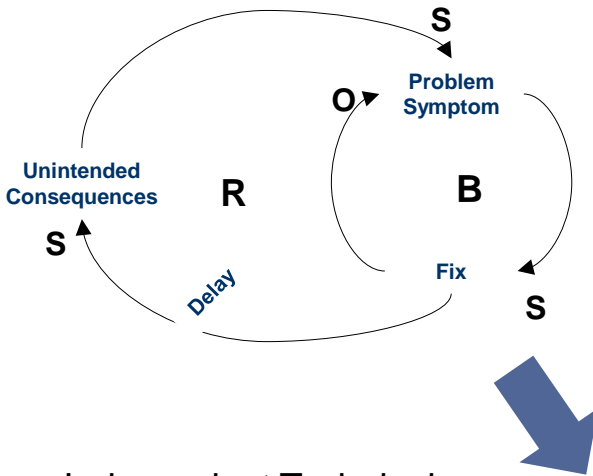 S
Problem
Symptom
O
Unintended
Consequences
R
B
S
Delay
Fix
S